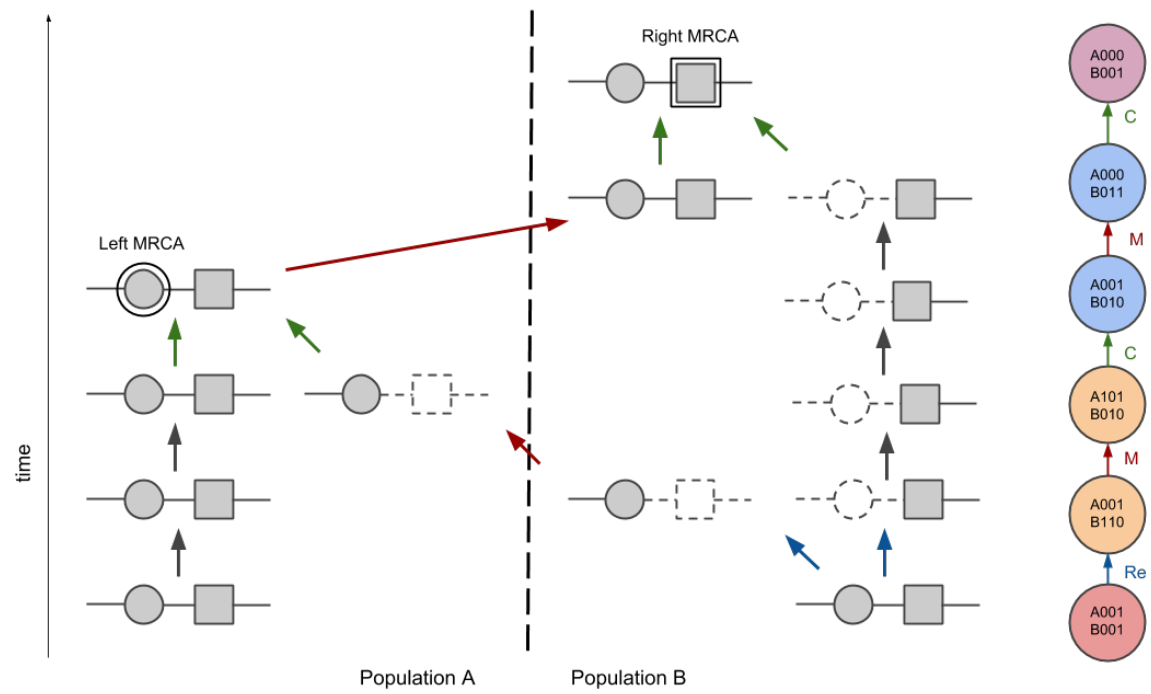 Right MRCA
A000
B001
C
A000
B011
M
Left MRCA
A001
B010
C
A101
B010
M
A001
B110
Re
A001
B001
time
Population A
Population B